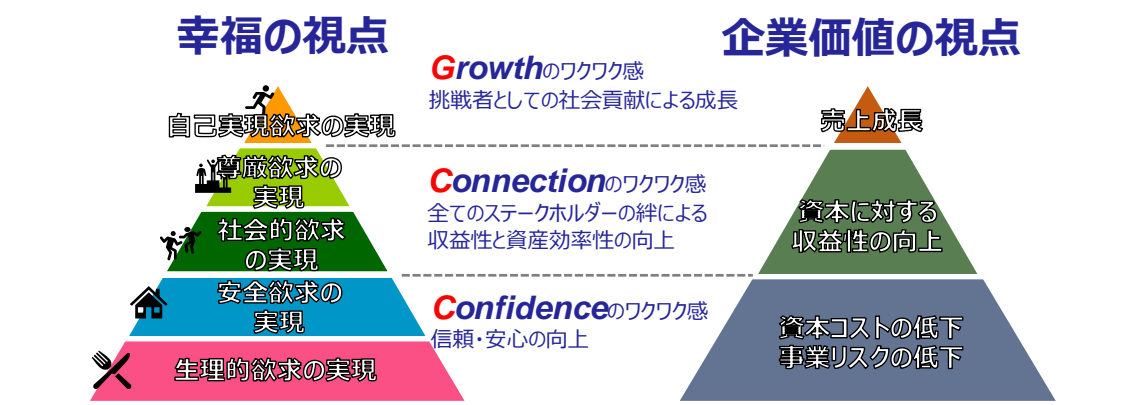 幸福の視点
企業価値の視点
Growthのワクワク感
挑戦者としての社会貢献による成長
自己実現欲求の実現
売上成長
尊厳欲求の
実現
Connectionのワクワク感
全てのステークホルダーの絆による
収益性と資産効率性の向上
社会的欲求
の実現
資本に対する
収益性の向上
安全欲求の
実現
Confidenceのワクワク感
信頼・安心の向上
資本コストの低下
事業リスクの低下
生理的欲求の実現